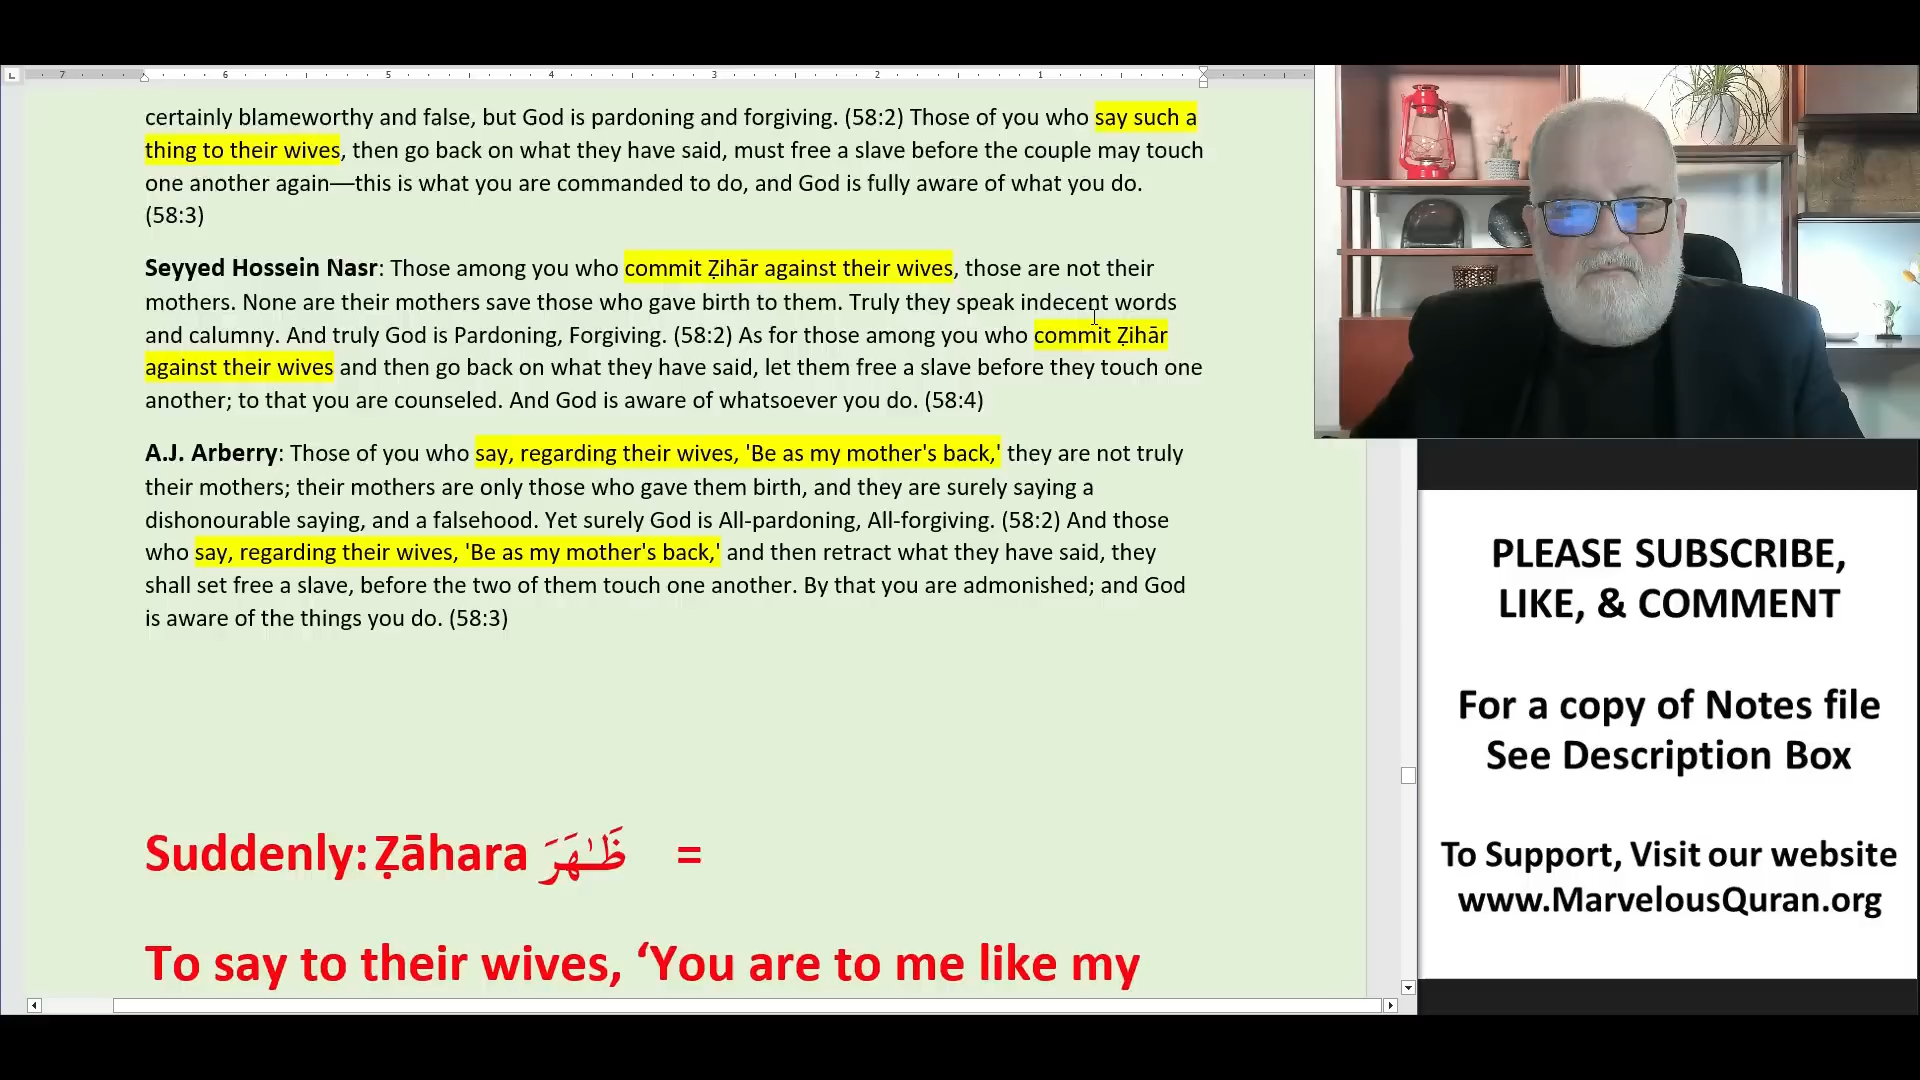 7 6 5 4 3 2 1
certainly blameworthy and false, but God is pardoning and forgiving. (58:2) Those of you who say such a
thing to their wives, then go back on what they have said, must free a slave before the couple may touch
one another again—this is what you are commanded to do, and God is fully aware of what you do.
(58:3)
Seyyed Hossein Nasr: Those among you who commit Ẓihār against their wives, those are not their
mothers. None are their mothers save those who gave birth to them. Truly they speak indecent words
and calumny. And truly God is Pardoning, Forgiving. (58:2) As for those among you who commit Ẓihār
against their wives and then go back on what they have said, let them free a slave before they touch one
another; to that you are counseled. And God is aware of whatsoever you do. (58:4)
A.J. Arberry: Those of you who say, regarding their wives, 'Be as my mother's back,' they are not truly
their mothers; their mothers are only those who gave them birth, and they are surely saying a
dishonourable saying, and a falsehood. Yet surely God is All-pardoning, All-forgiving. (58:2) And those
who say, regarding their wives, 'Be as my mother's back,' and then retract what they have said, they
shall set free a slave, before the two of them touch one another. By that you are admonished; and God
is aware of the things you do. (58:3)
Suddenly: Ẓāhara ظَـٰهَرَ =
To say to their wives, ‘You are to me like my
PLEASE SUBSCRIBE,
LIKE, & COMMENT
For a copy of Notes file
See Description Box
To Support, Visit our website
www.MarvelousQuran.org